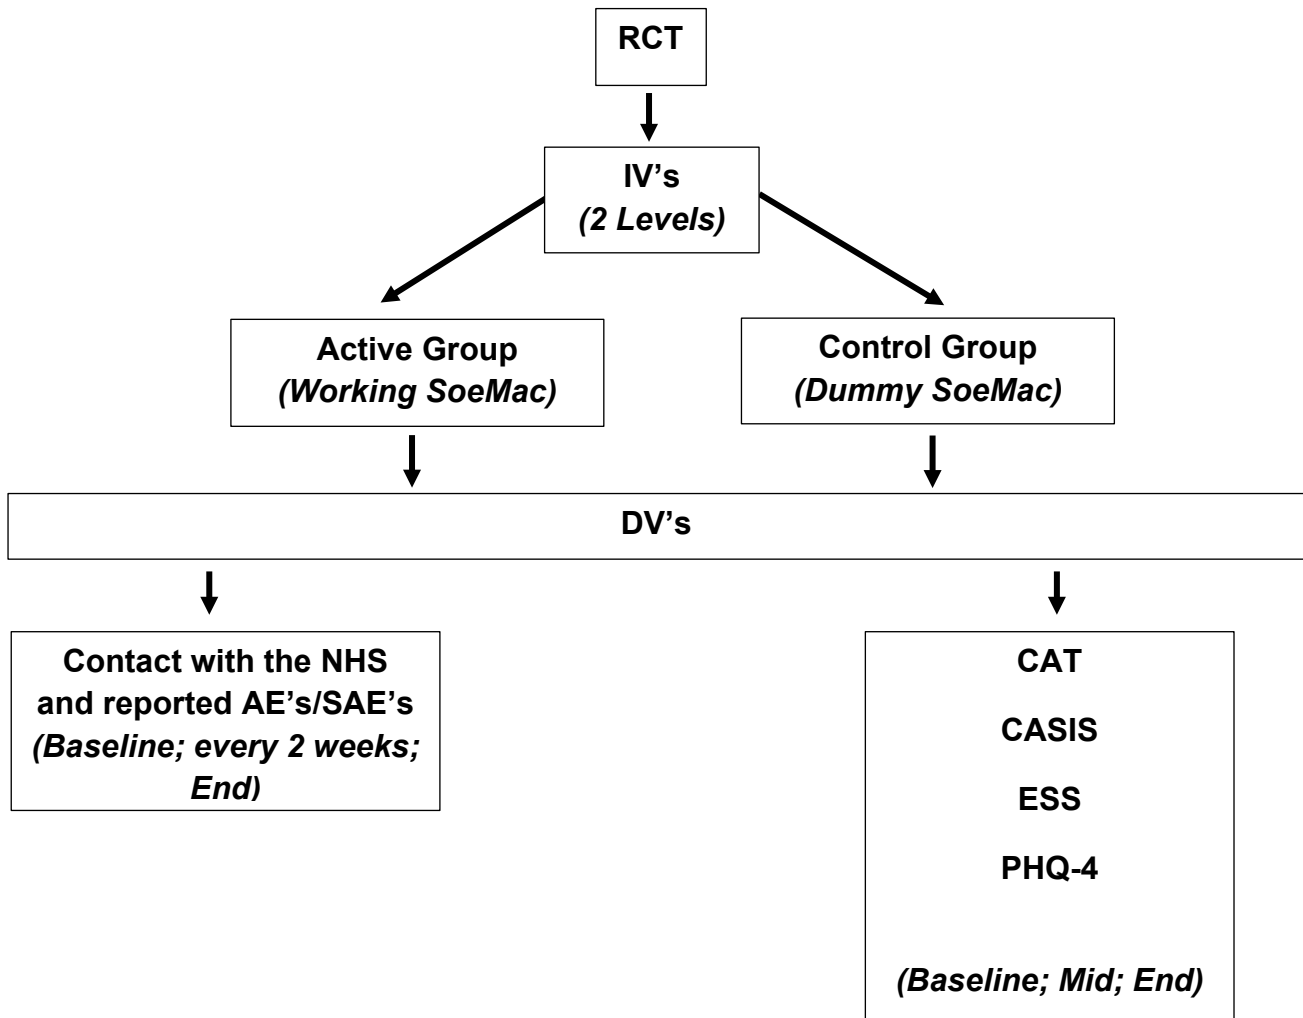 RCT
IV’s
(2 Levels)
Active Group
(Working SoeMac)
Control Group
(Dummy SoeMac)
DV’s
Contact with the NHS
and reported AE’s/SAE’s
(Baseline; every 2 weeks;
End)
CAT
CASIS
ESS
PHQ-4
(Baseline; Mid; End)